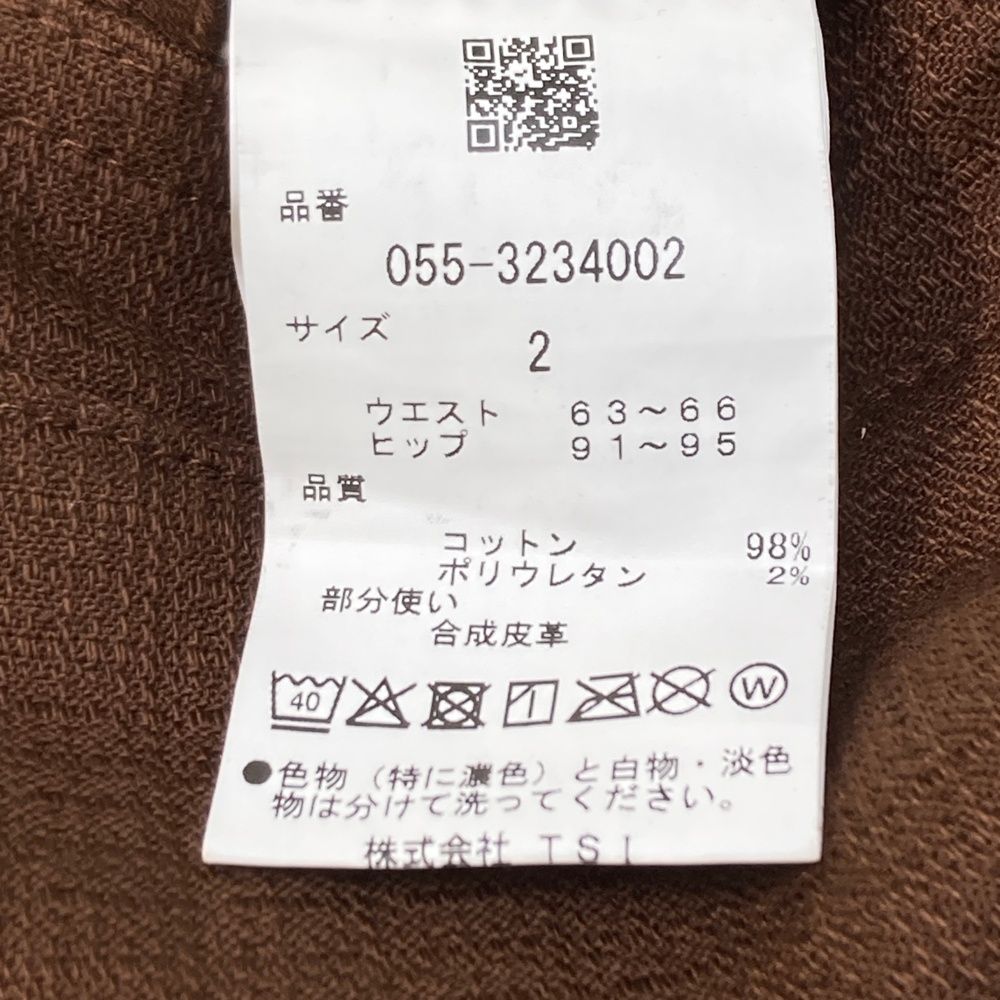 品番
055-3234002
サイズ
2
ウエスト 63～66
ヒップ 91～95
品質
コットン 98%
ポリウレタン 2%
部分使い
合成皮革
40 W
●色物（特に濃色）と白物・淡色
物は分けて洗ってください。
株式会社 TSI